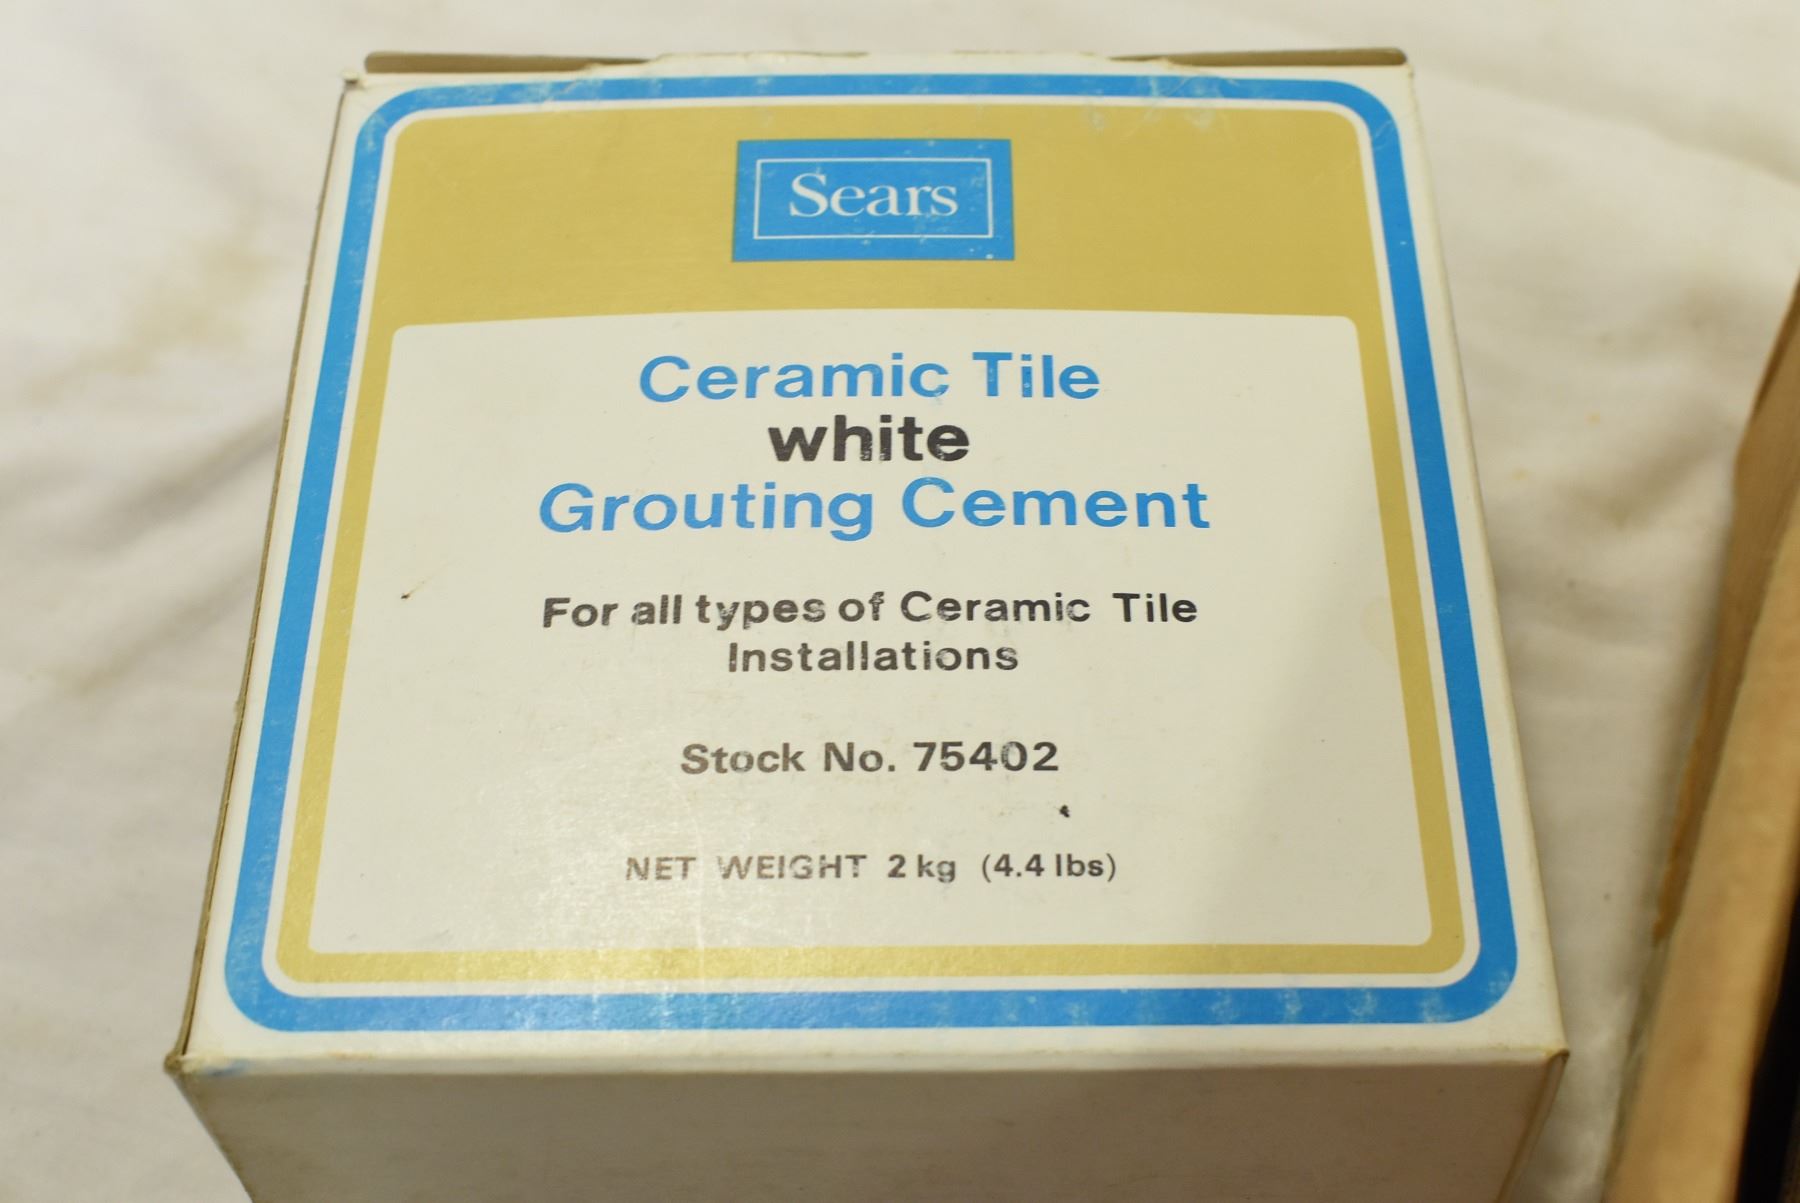 Sears
Ceramic Tile
white
Grouting Cement
For all types of Ceramic Tile
Installations
Stock No. 75402
NET WEIGHT 2 kg (4.4 lbs)